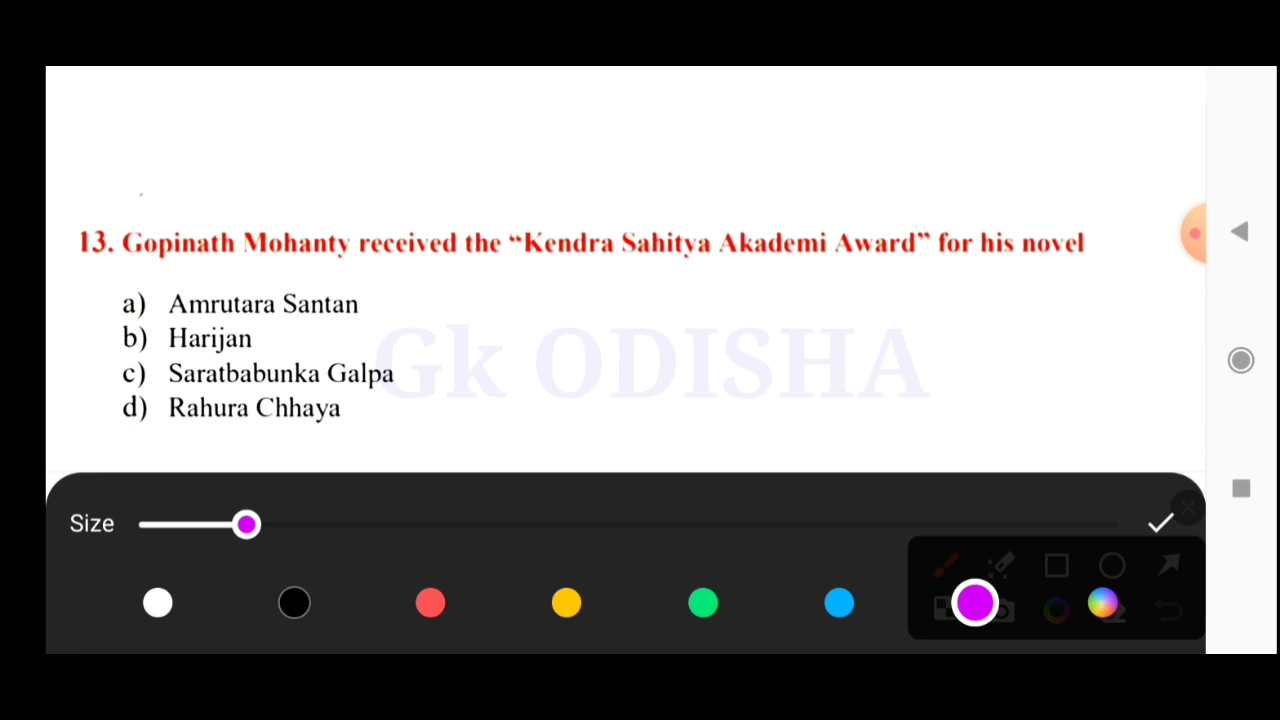 13. Gopinath Mohanty received the “Kendra Sahitya Akademi Award” for his novel
a) Amrutara Santan
b) Harijan
c) Saratbabunka Galpa
d) Rahura Chhaya
Gk ODISHA
Size